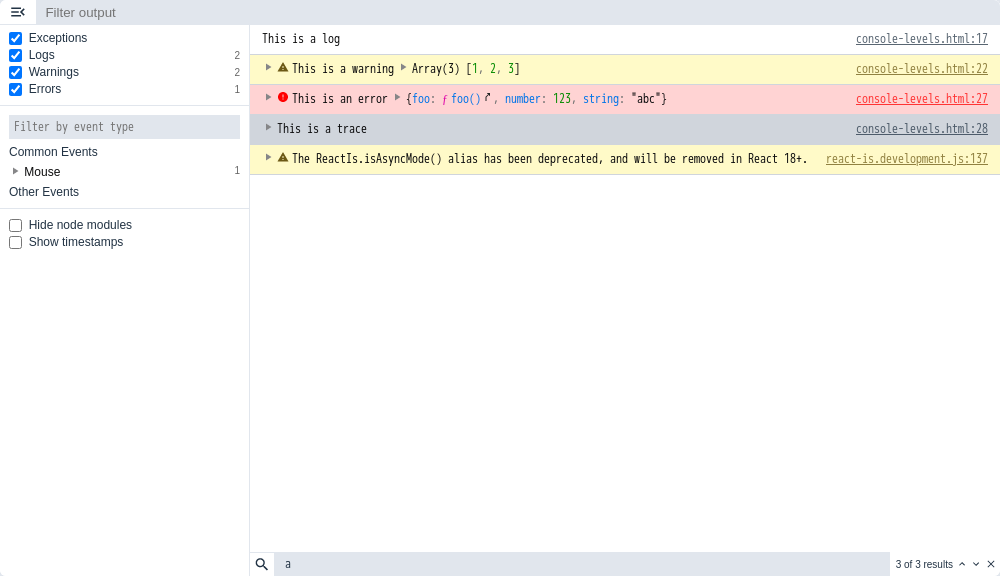 Filter output
Exceptions
Logs 2
Warnings 2
Errors 1
Filter by event type
Common Events
Mouse 1
Other Events
Hide node modules
Show timestamps
This is a log console-levels.html:17
This is a warning Array(3) [1, 2, 3] console-levels.html:22
This is an error {foo: ƒ foo(), number: 123, string: "abc"} console-levels.html:27
This is a trace console-levels.html:28
The ReactIs.isAsyncMode() alias has been deprecated, and will be removed in React 18+. react-is.development.js:137
a 3 of 3 results